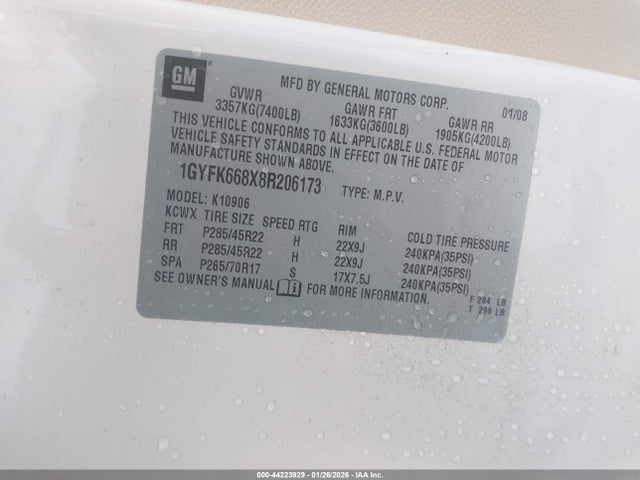 GM
MFD BY GENERAL MOTORS CORP. 01/08
GVWR GAWR FRT GAWR RR
3357KG(7400LB) 1633KG(3600LB) 1905KG(4200LB)
THIS VEHICLE CONFORMS TO ALL APPLICABLE U.S. FEDERAL MOTOR
VEHICLE SAFETY STANDARDS IN EFFECT ON THE DATE OF
MANUFACTURE SHOWN ABOVE.
1GYFK668X8R206173 TYPE: M.P.V.
MODEL: K10906
KCWX TIRE SIZE SPEED RTG RIM COLD TIRE PRESSURE
FRT P285/45R22 H 22X9J 240KPA(35PSI)
RR P285/45R22 H 22X9J 240KPA(35PSI)
SPA P265/70R17 S 17X7.5J 240KPA(35PSI)
SEE OWNER'S MANUAL FOR MORE INFORMATION.
F 284 LB
T 298 LB
000-44223929 - 01/26/2026 - IAAI Inc.